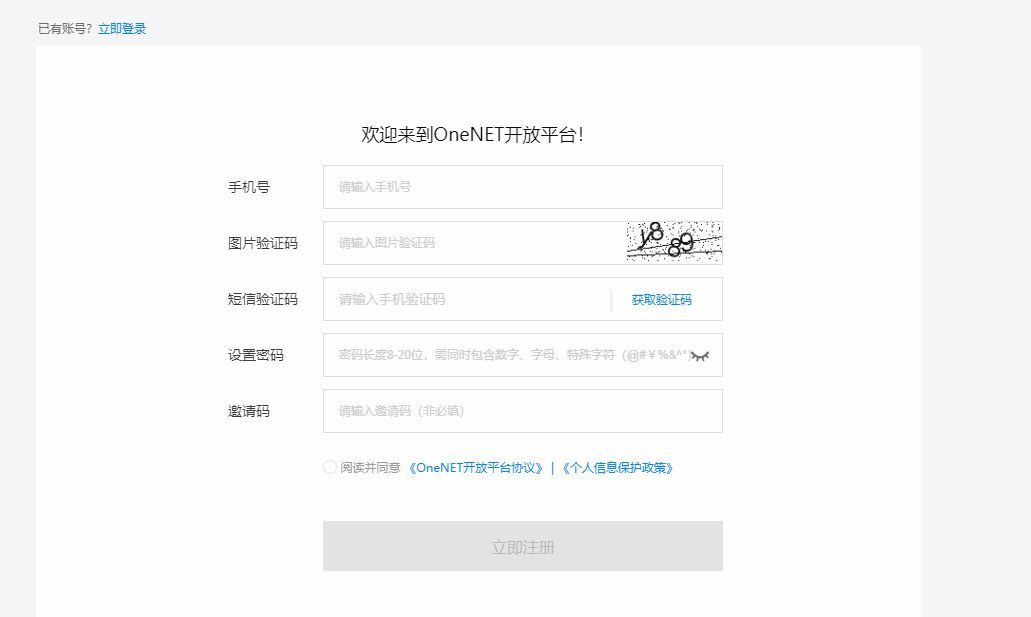 已有账号？立即登录
欢迎来到OneNET开放平台！
手机号 请输入手机号
图片验证码 请输入图片验证码 y889
短信验证码 请输入手机验证码 获取验证码
设置密码 密码长度8-20位，需同时包含数字、字母、特殊字符（@#￥%&^*)
邀请码 请输入邀请码（非必填）
阅读并同意 《OneNET开放平台协议》 | 《个人信息保护政策》
立即注册